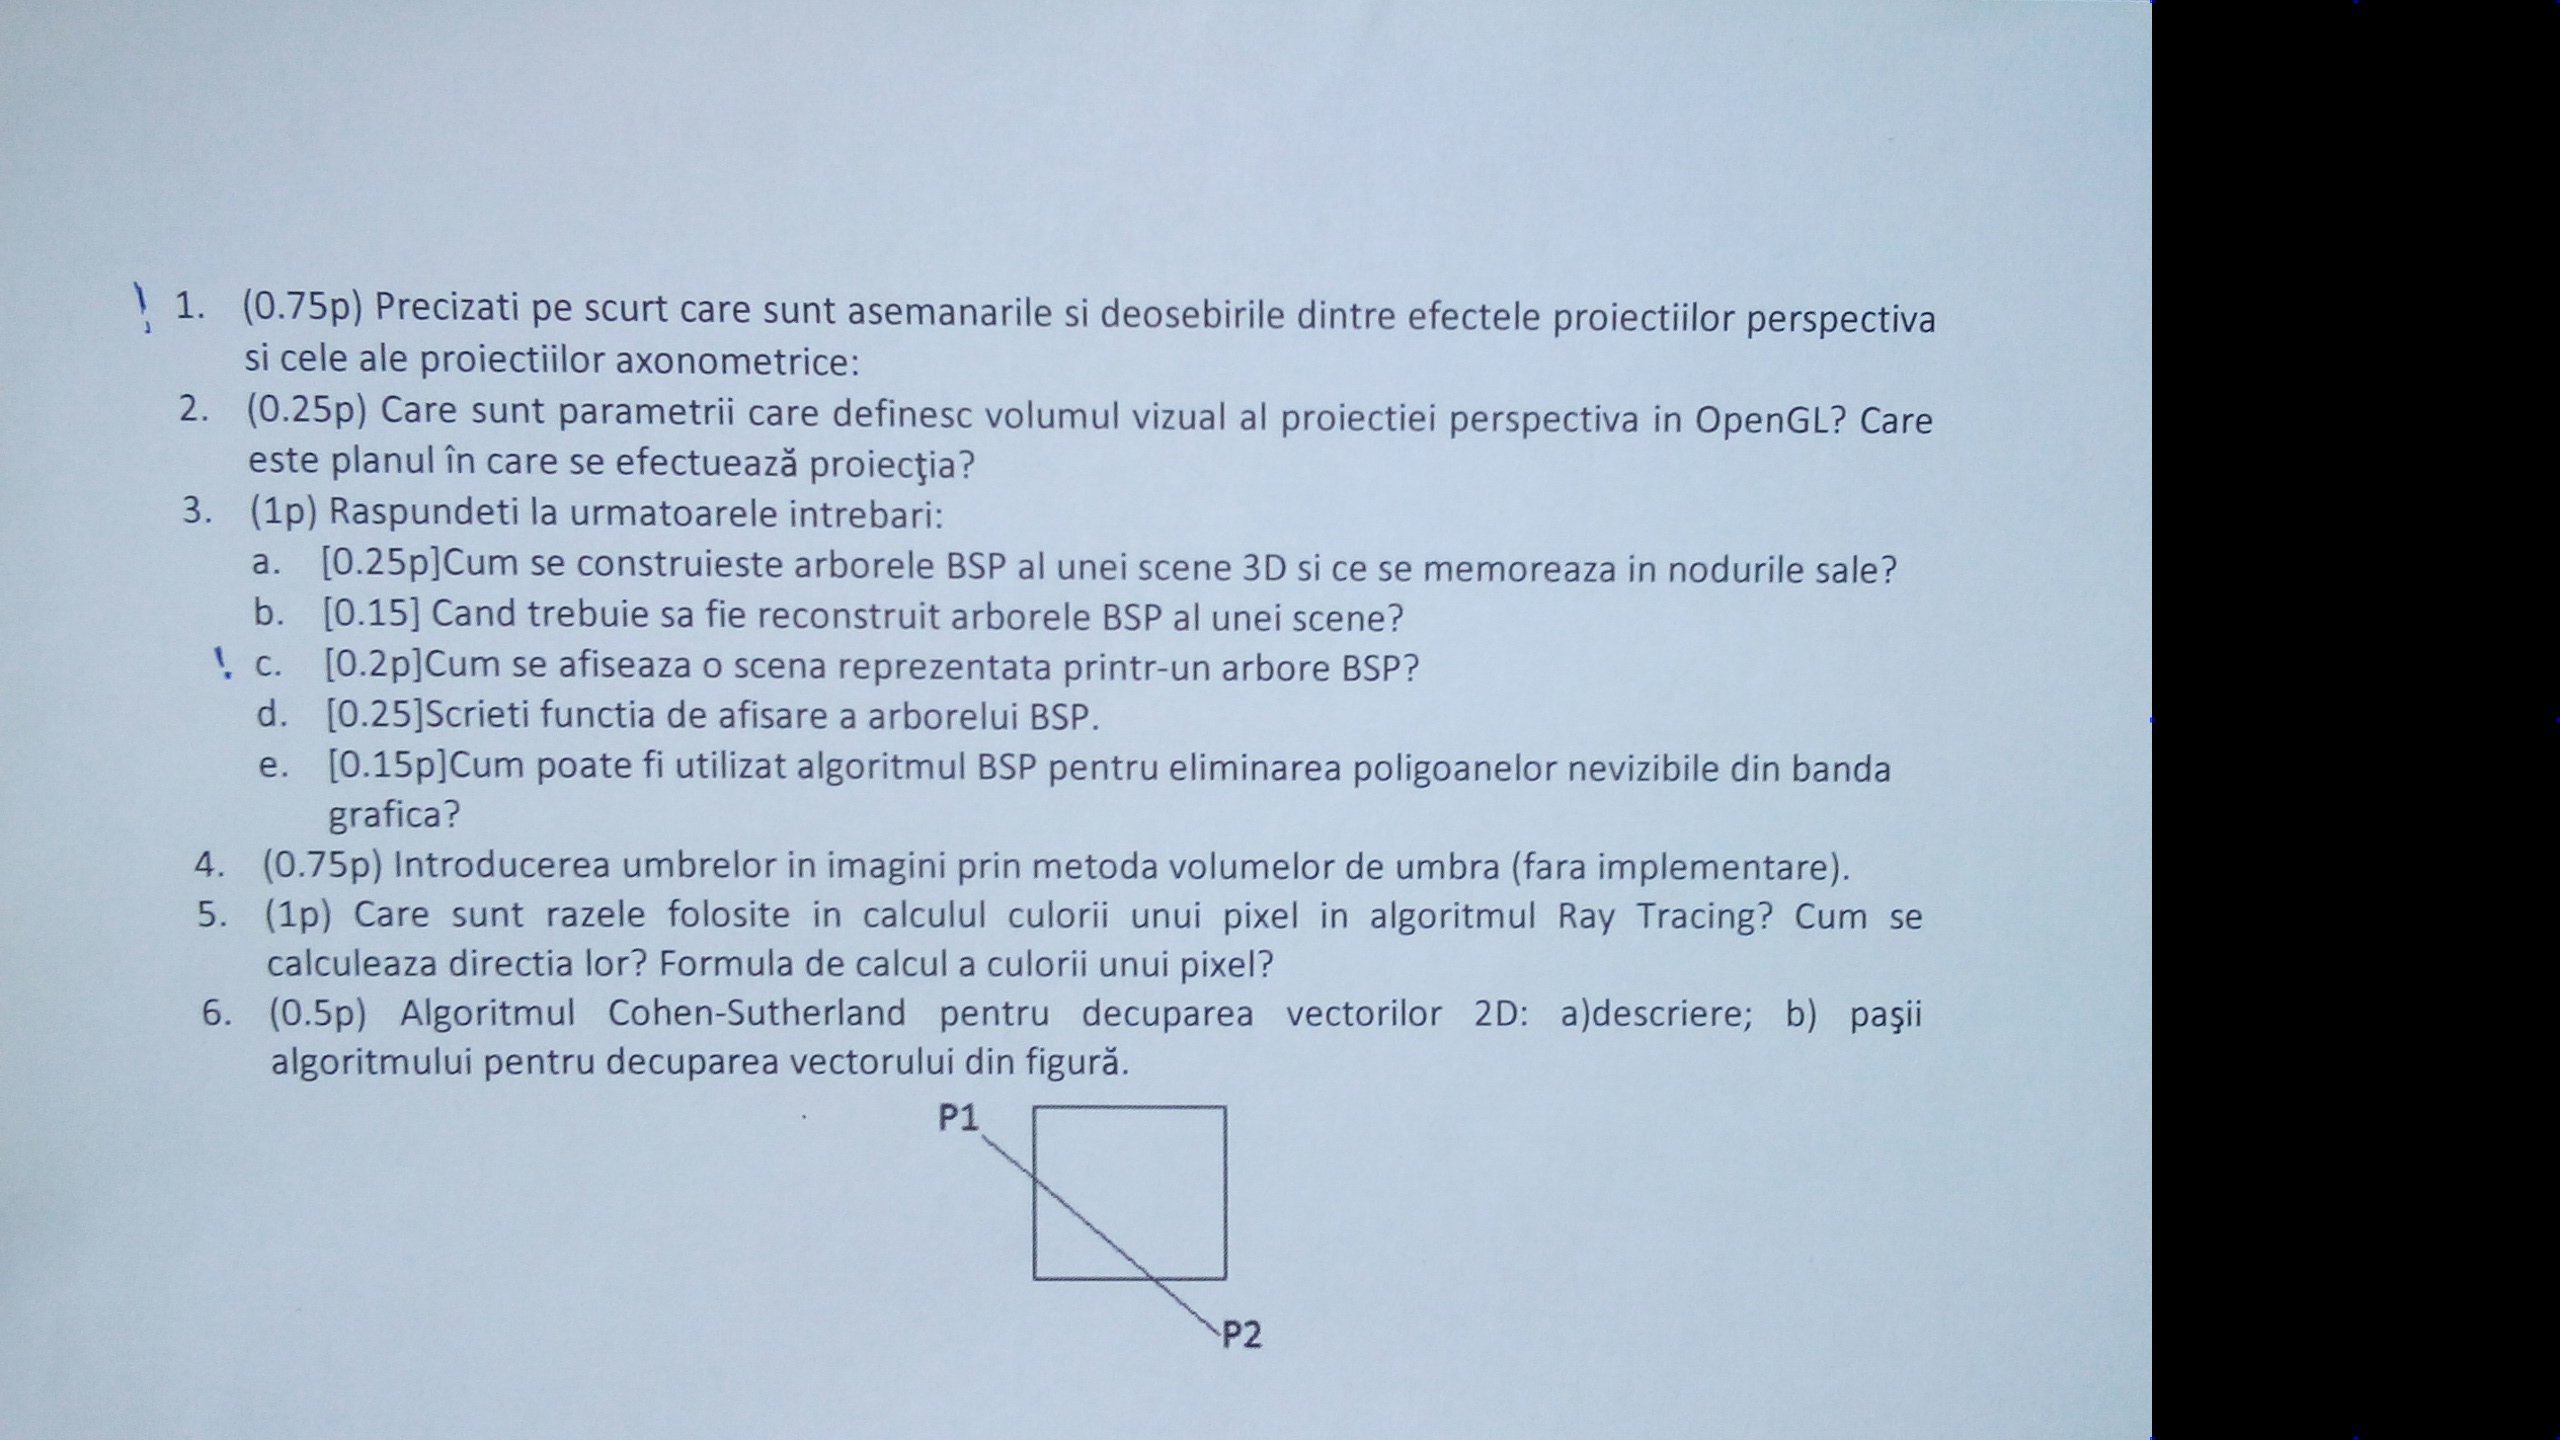 ! 1. (0.75p) Precizati pe scurt care sunt asemanarile si deosebirile dintre efectele proiectiilor perspectiva
si cele ale proiectiilor axonometrice:
2. (0.25p) Care sunt parametrii care definesc volumul vizual al proiectiei perspectiva in OpenGL? Care
este planul în care se efectuează proiecţia?
3. (1p) Raspundeti la urmatoarele intrebari:
a. [0.25p]Cum se construieste arborele BSP al unei scene 3D si ce se memoreaza in nodurile sale?
b. [0.15] Cand trebuie sa fie reconstruit arborele BSP al unei scene?
! c. [0.2p]Cum se afiseaza o scena reprezentata printr-un arbore BSP?
d. [0.25]Scrieti functia de afisare a arborelui BSP.
e. [0.15p]Cum poate fi utilizat algoritmul BSP pentru eliminarea poligoanelor nevizibile din banda
grafica?
4. (0.75p) Introducerea umbrelor in imagini prin metoda volumelor de umbra (fara implementare).
5. (1p) Care sunt razele folosite in calculul culorii unui pixel in algoritmul Ray Tracing? Cum se
calculeaza directia lor? Formula de calcul a culorii unui pixel?
6. (0.5p) Algoritmul Cohen-Sutherland pentru decuparea vectorilor 2D: a)descriere; b) paşii
algoritmului pentru decuparea vectorului din figură.
P1
P2